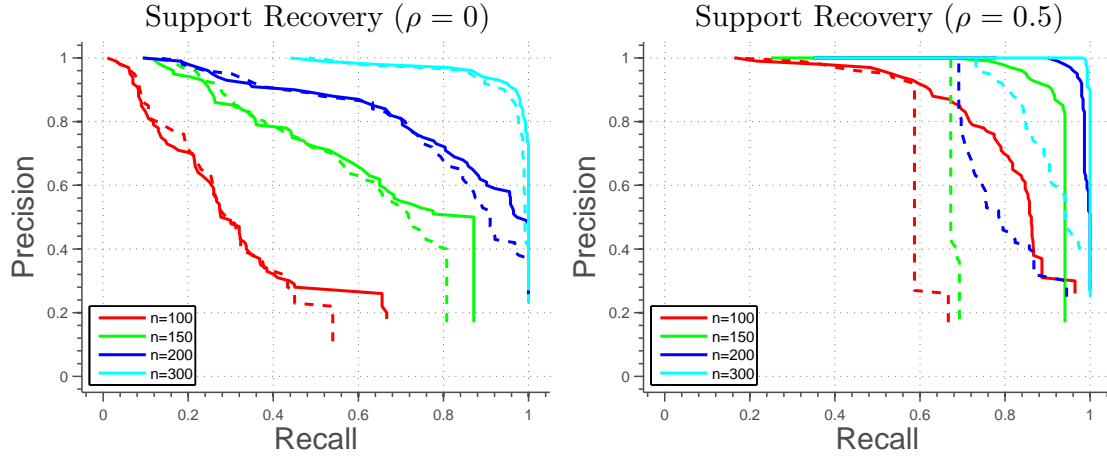 Support Recovery (ρ = 0)
1
0.8
0.6
0.4
0.2
0
Precision
n=100
n=150
n=200
n=300
0
0.2
0.4
0.6
0.8
1
Recall
Support Recovery (ρ = 0.5)
1
0.8
0.6
0.4
0.2
0
Precision
n=100
n=150
n=200
n=300
0
0.2
0.4
0.6
0.8
1
Recall